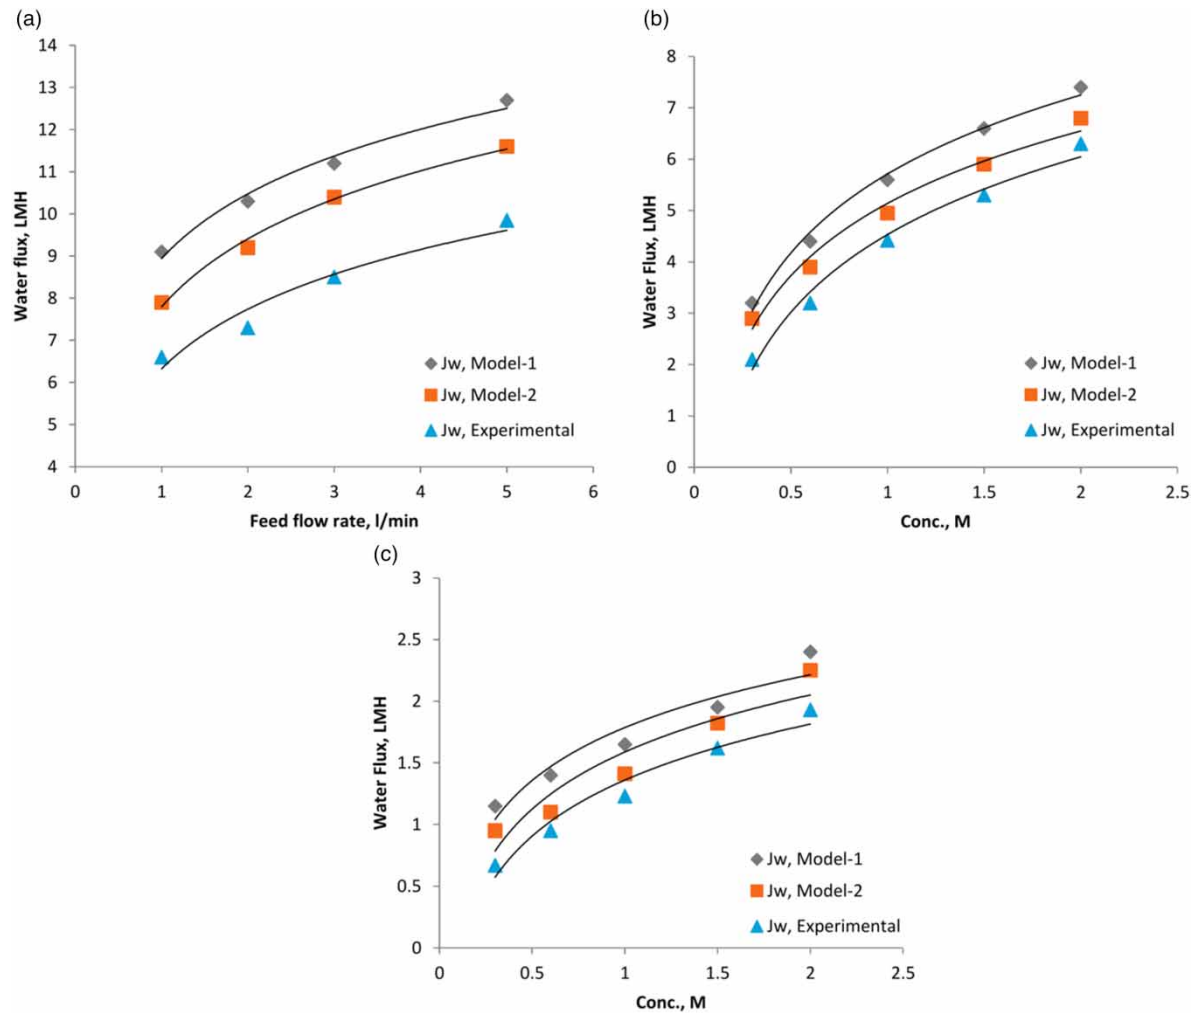 (a)
14
13
12
11
10
9
8
7
6
5
4
Water flux, LMH
0 1 2 3 4 5 6
Feed flow rate, l/min
Jw, Model-1
Jw, Model-2
Jw, Experimental
(b)
8
7
6
5
4
3
2
1
0
Water Flux, LMH
0 0.5 1 1.5 2 2.5
Conc., M
Jw, Model-1
Jw, Model-2
Jw, Experimental
(c)
3
2.5
2
1.5
1
0.5
0
Water Flux, LMH
0 0.5 1 1.5 2 2.5
Conc., M
Jw, Model-1
Jw, Model-2
Jw, Experimental